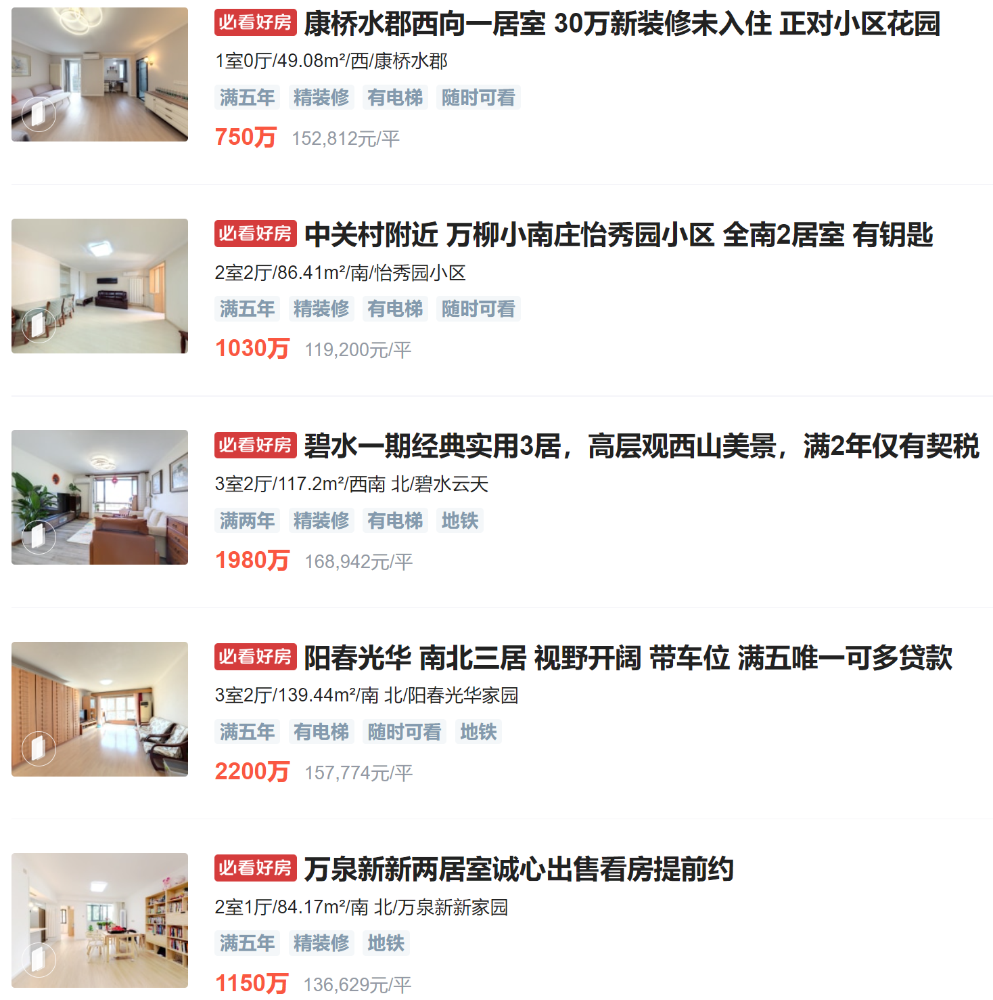 必看好房 康桥水郡西向一居室 30万新装修未入住 正对小区花园
1室0厅/49.08m²/西/康桥水郡
满五年 精装修 有电梯 随时可看
750万 152,812元/平
必看好房 中关村附近 万柳小南庄怡秀园小区 全南2居室 有钥匙
2室2厅/86.41m²/南/怡秀园小区
满五年 精装修 有电梯 随时可看
1030万 119,200元/平
必看好房 碧水一期经典实用3居，高层观西山美景，满2年仅有契税
3室2厅/117.2m²/西南 北/碧水云天
满两年 精装修 有电梯 地铁
1980万 168,942元/平
必看好房 阳春光华 南北三居 视野开阔 带车位 满五唯一可多贷款
3室2厅/139.44m²/南 北/阳春光华家园
满五年 有电梯 随时可看 地铁
2200万 157,774元/平
必看好房 万泉新新两居室诚心出售看房提前约
2室1厅/84.17m²/南 北/万泉新新家园
满五年 精装修 地铁
1150万 136,629元/平